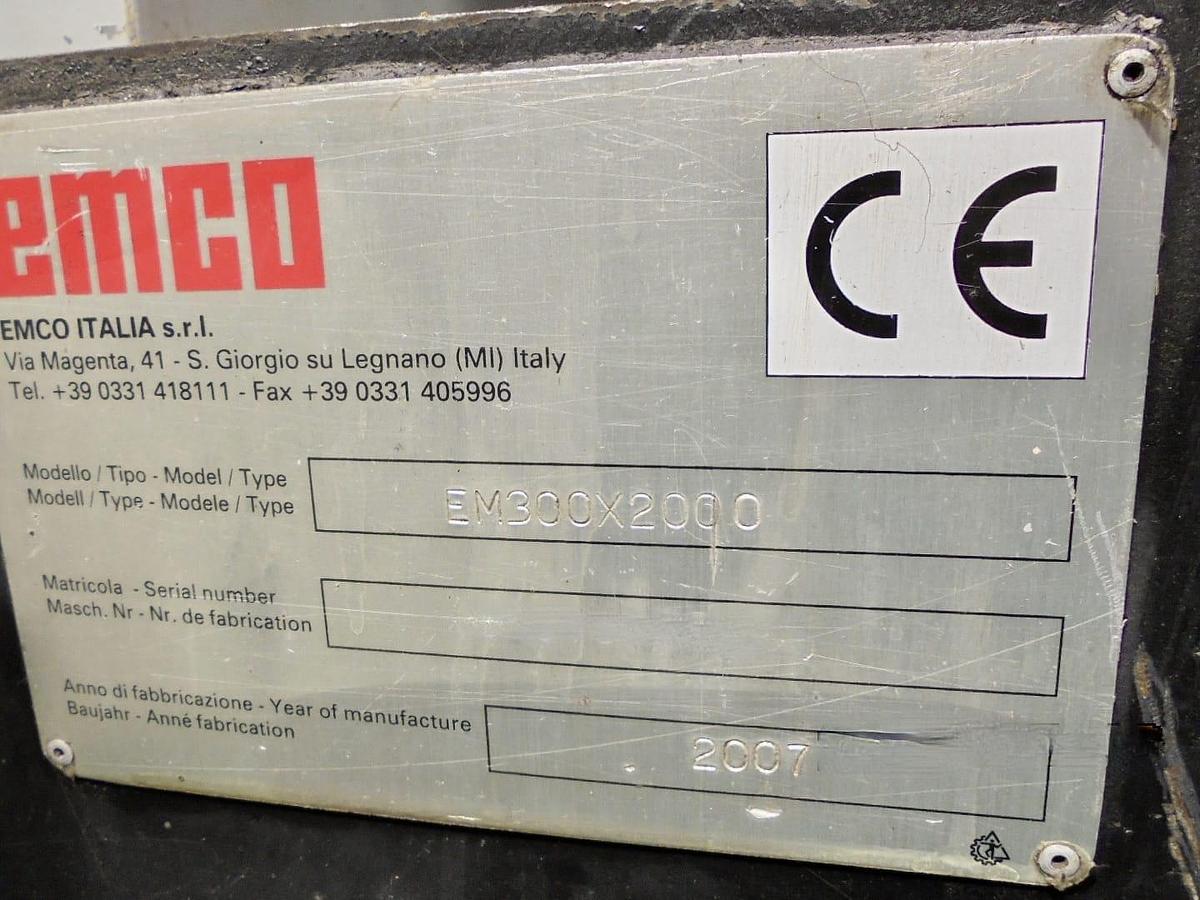 emco
CE
EMCO ITALIA s.r.l.
Via Magenta, 41 - S. Giorgio su Legnano (MI) Italy
Tel. +39 0331 418111 - Fax +39 0331 405996
Modello / Tipo - Model / Type
Modell / Type - Modele / Type
EM300X2000
Matricola - Serial number
Masch. Nr - Nr. de fabrication
Anno di fabbricazione - Year of manufacture
Baujahr - Anné fabrication
2007